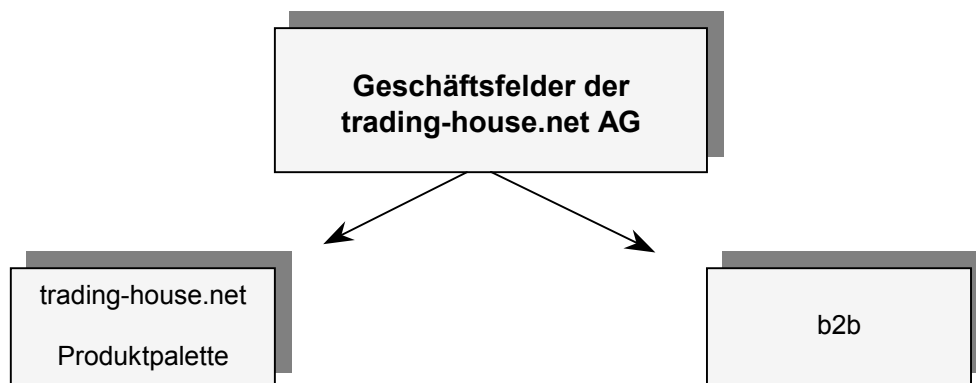 Geschäftsfelder der
trading-house.net AG
trading-house.net
Produktpalette
b2b